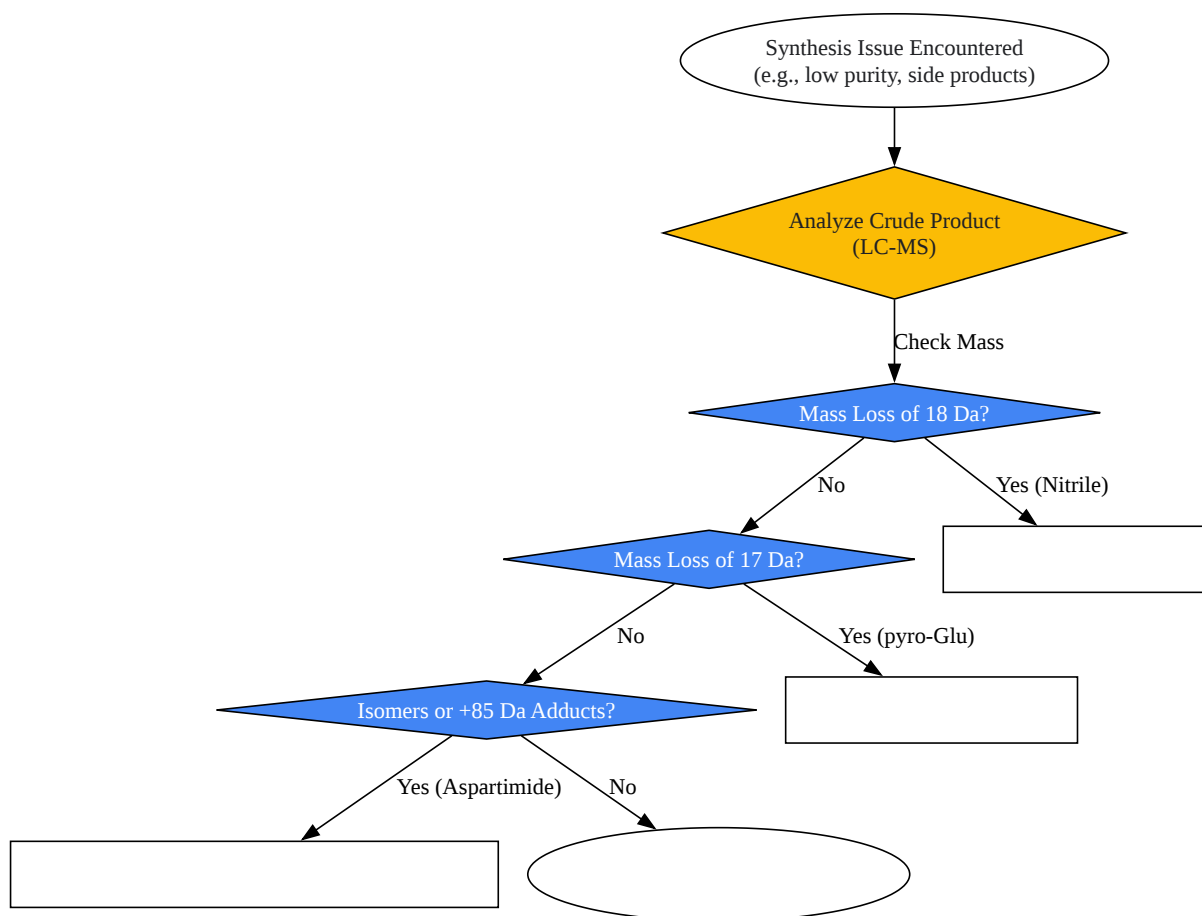 Synthesis Issue Encountered
(e.g., low purity, side products)
Analyze Crude Product
(LC-MS)
Check Mass
Mass Loss of 18 Da?
No
Yes (Nitrile)
Mass Loss of 17 Da?
No
Yes (pyro-Glu)
Isomers or +85 Da Adducts?
Yes (Aspartimide)
No